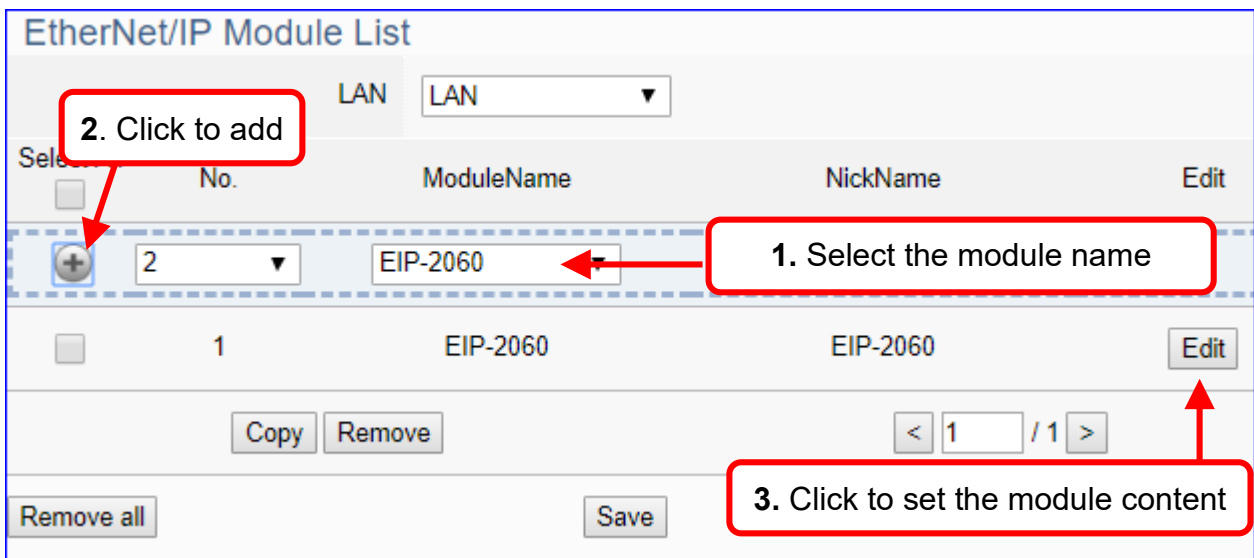 EtherNet/IP Module List
LAN LAN
2. Click to add
No. ModuleName NickName Edit
2 EIP-2060 1. Select the module name
1 EIP-2060 EIP-2060 Edit
Copy Remove < 1 / 1 >
3. Click to set the module content
Remove all Save